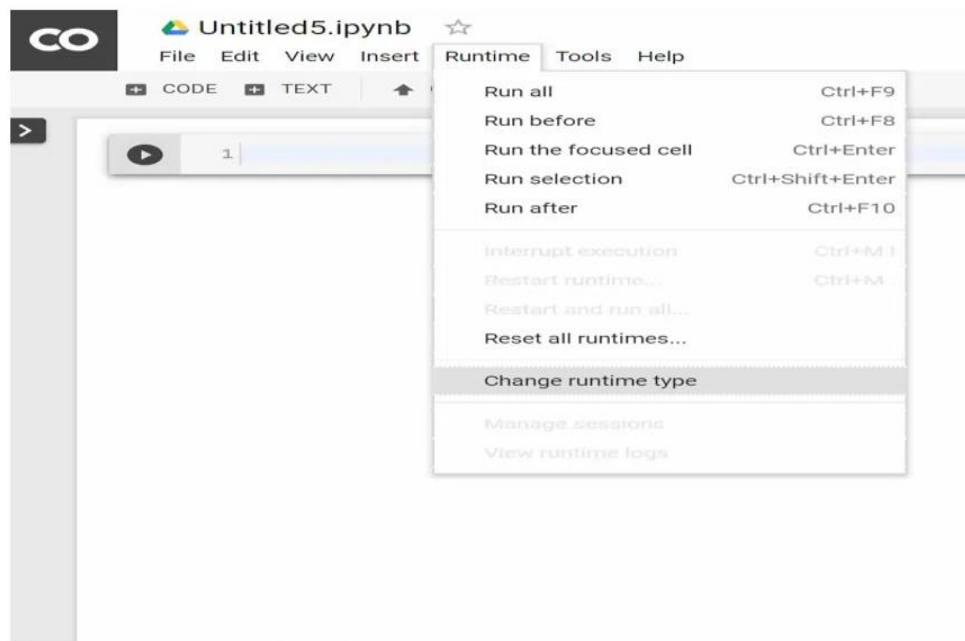 CO
Untitled5.ipynb
File Edit View Insert Runtime Tools Help
CODE TEXT
1
Run all Ctrl+F9
Run before Ctrl+F8
Run the focused cell Ctrl+Enter
Run selection Ctrl+Shift+Enter
Run after Ctrl+F10
Interrupt execution Ctrl+M I
Restart runtime... Ctrl+M .
Restart and run all...
Reset all runtimes...
Change runtime type
Manage sessions
View runtime logs